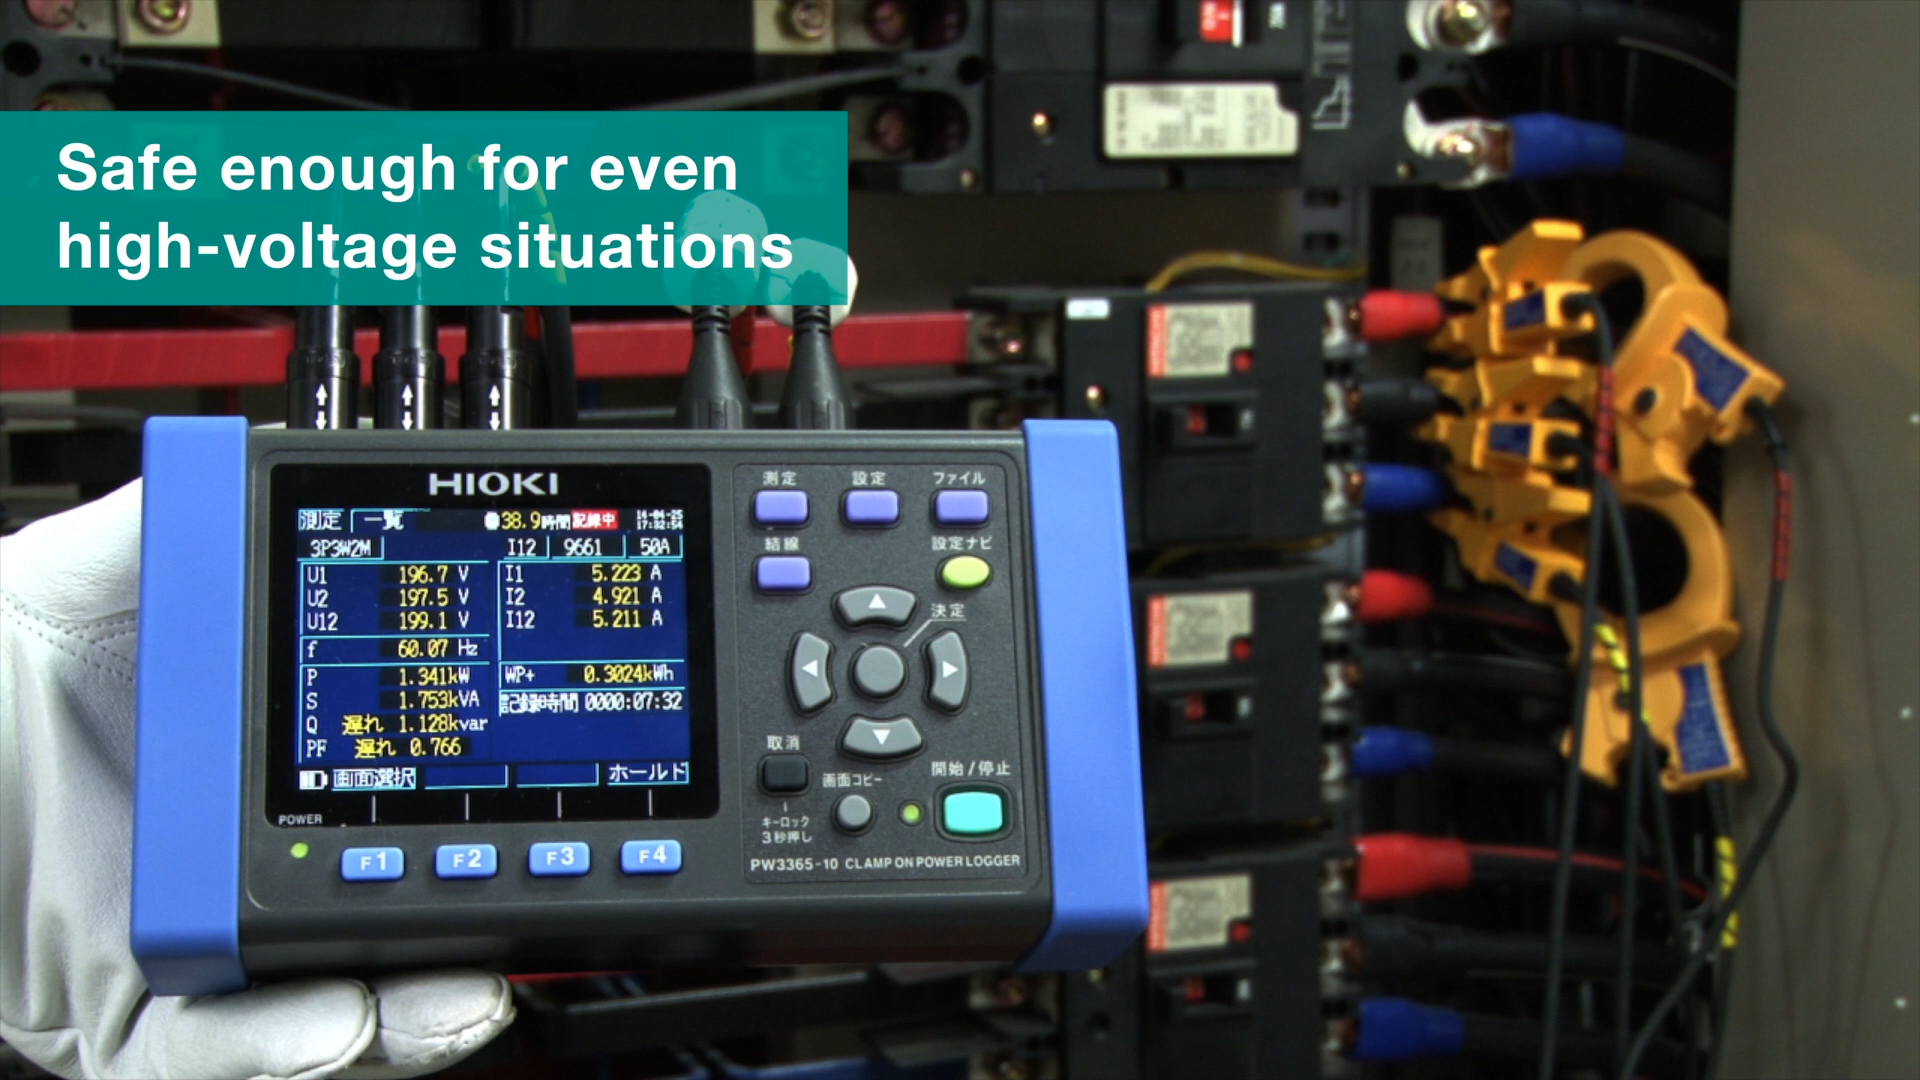 Safe enough for even
high-voltage situations
HIOKI
測定 一覧 38.9時間 記録中 14-04-25
17:32:54
3P3W2M I12 9661 50A
U1 196.7 V I1 5.223 A
U2 197.5 V I2 4.921 A
U12 199.1 V I12 5.211 A
f 60.07 Hz
P 1.341kW WP+ 0.3024kWh
S 1.753kVA 記録時間 0000:07:32
Q 遅れ 1.128kvar
PF 遅れ 0.766
画面選択 ホールド
POWER
F1 F2 F3 F4
測定 設定 ファイル
結線 設定ナビ
決定
取消 画面コピー 開始/停止
キーロック
3秒押し
PW3365-10 CLAMP ON POWER LOGGER